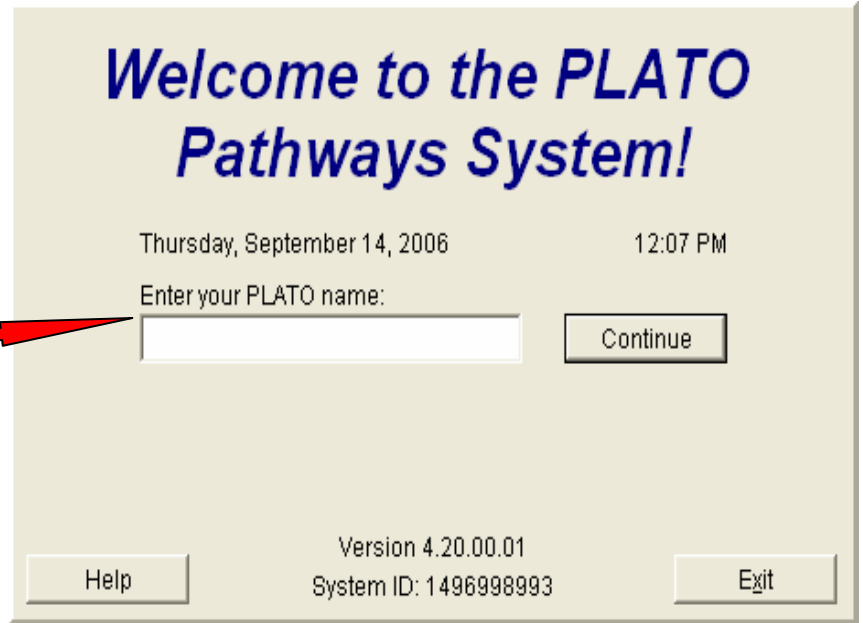 Welcome to the PLATO
Pathways System!
Thursday, September 14, 2006 12:07 PM
Enter your PLATO name:
Continue
Version 4.20.00.01
Help
System ID: 1496998993
Exit